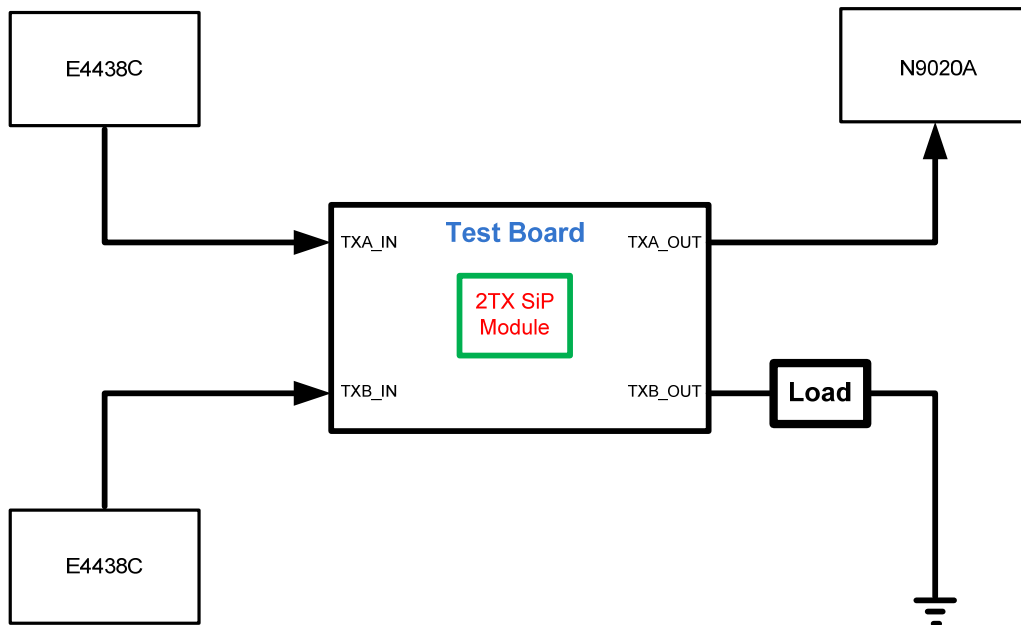 E4438C
N9020A
TXA_IN
Test Board
TXA_OUT
2TX SiP
Module
TXB_IN
TXB_OUT
Load
E4438C